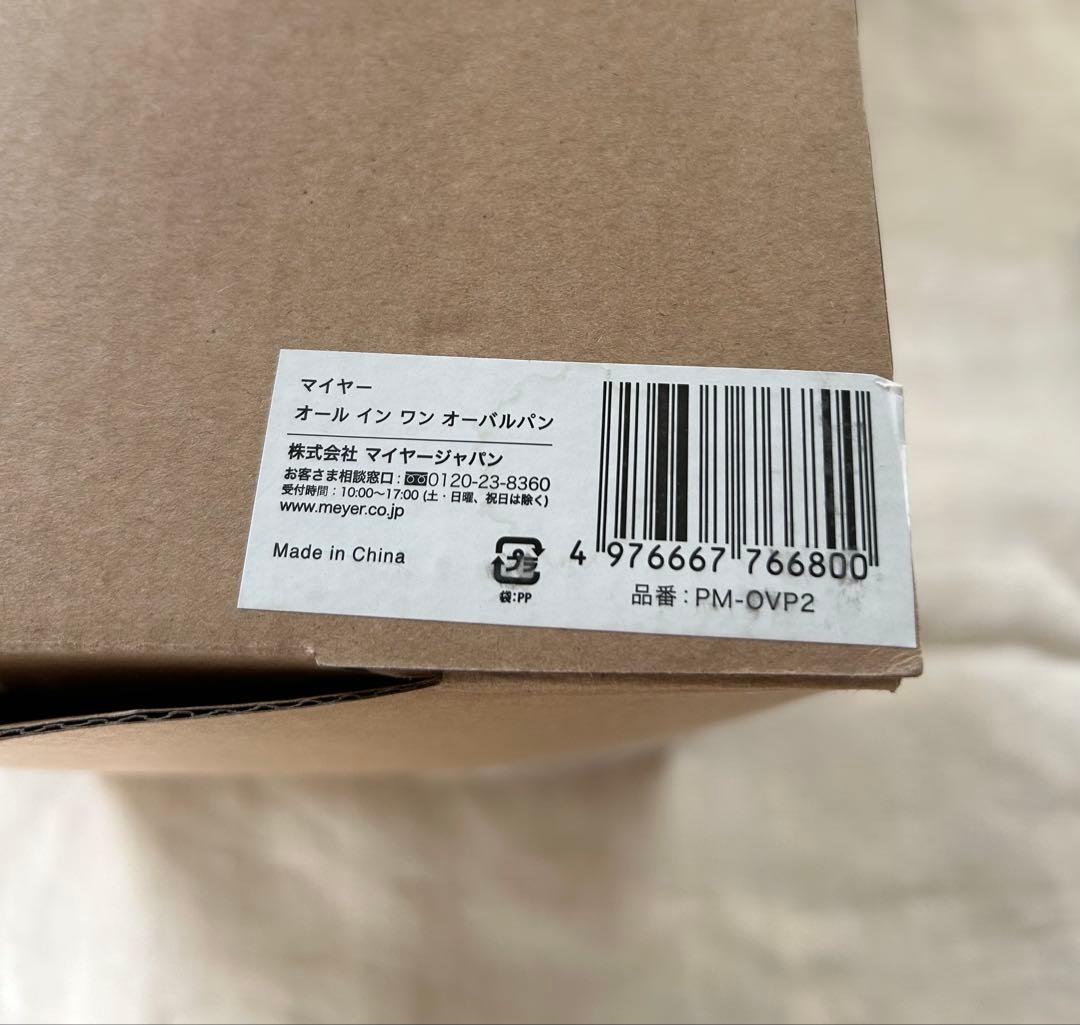 マイヤー
オール イン ワン オーバルパン
株式会社 マイヤージャパン
お客さま相談窓口:0120-23-8360
受付時間:10:00〜17:00 (土・日曜、祝日は除く)
www.meyer.co.jp
Made in China
プラ
袋:PP
4 976667 766800
品番:PM-OVP2